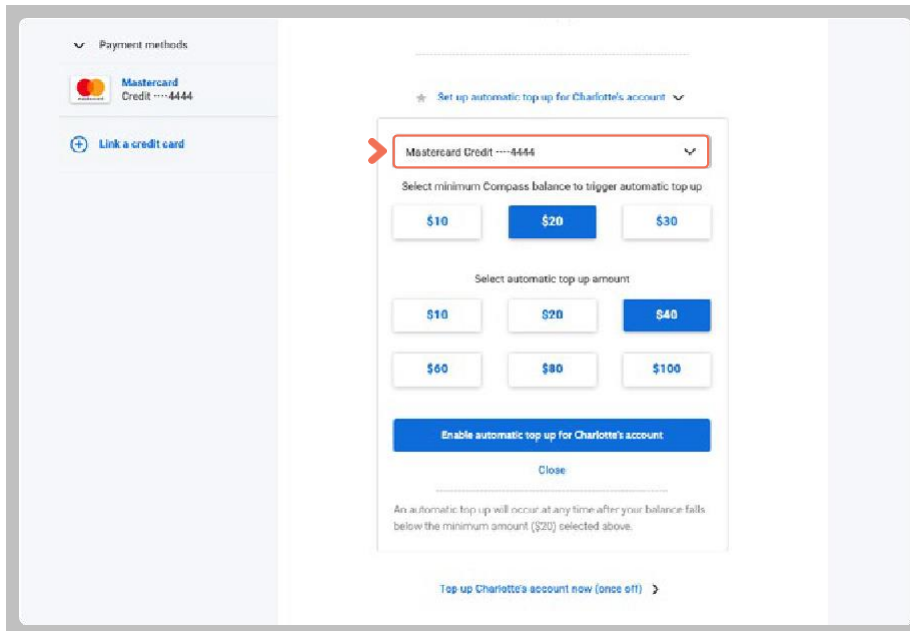 Payment methods
Mastercard
Credit ····4444
Link a credit card
Set up automatic top up for Charlotte's account
Mastercard Credit ····4444
Select minimum Compass balance to trigger automatic top up
$10 $20 $30
Select automatic top up amount
$10 $20 $40
$60 $80 $100
Enable automatic top up for Charlotte's account
Close
An automatic top up will occur at any time after your balance falls
below the minimum amount ($20) selected above.
Top up Charlotte's account now (once off)